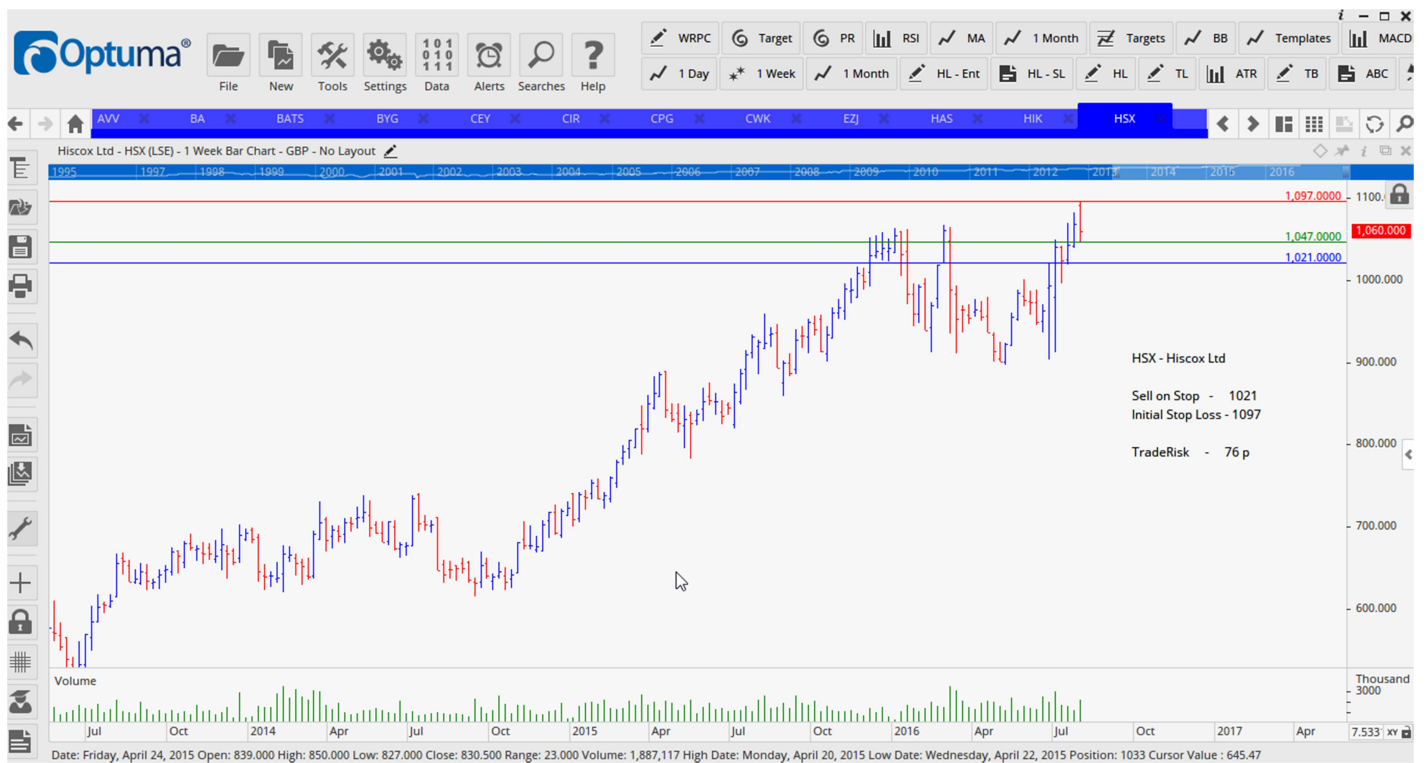 Optuma®
File
New
Tools
Settings
Data
Alerts
Searches
Help
WRPC
Target
PR
RSI
MA
1 Month
Targets
BB
Templates
MACD
1 Day
1 Week
1 Month
HL - Ent
HL - SL
HL
TL
ATR
TB
ABC
AVV
BA
BATS
BYG
CEY
CIR
CPG
CWK
EZJ
HAS
HIK
HSX
Hiscox Ltd - HSX (LSE) - 1 Week Bar Chart - GBP - No Layout
1995 1997 1998 1999 2000 2001 2002 2003 2004 2005 2006 2007 2008 2009 2010 2011 2012 2013 2014 2015 2016
1,097.0000
1100.
1,060.000
1,047.0000
1,021.0000
1000.000
HSX - Hiscox Ltd
900.000
Sell on Stop - 1021
Initial Stop Loss - 1097
TradeRisk - 76 p
800.000
700.000
600.000
Volume
Thousand
3000
Jul Oct 2014 Apr Jul Oct 2015 Apr Jul Oct 2016 Apr Jul Oct 2017 Apr
7.533 XY
Date: Friday, April 24, 2015 Open: 839.000 High: 850.000 Low: 827.000 Close: 830.500 Range: 23.000 Volume: 1,887,117 High Date: Monday, April 20, 2015 Low Date: Wednesday, April 22, 2015 Position: 1033 Cursor Value : 645.47